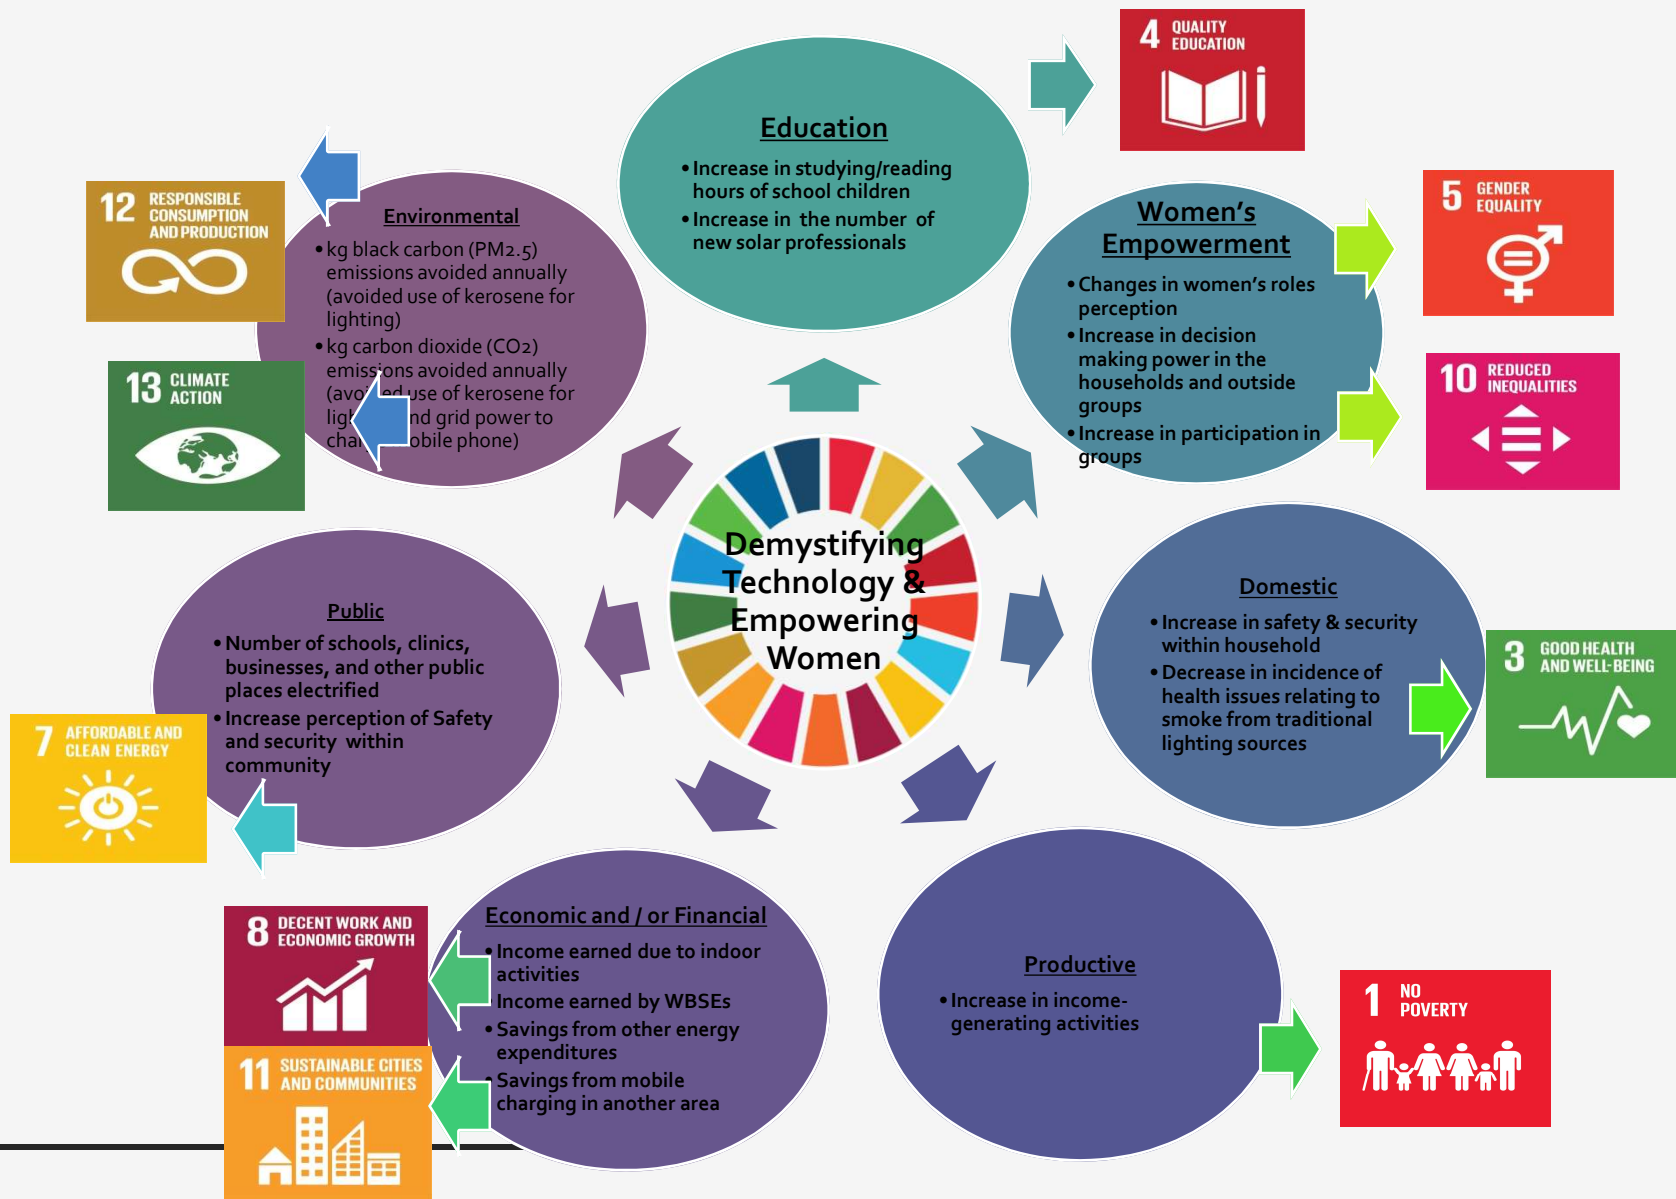 4 QUALITY
EDUCATION
Education
• Increase in studying/reading
hours of school children
• Increase in the number of
new solar professionals
12 RESPONSIBLE
CONSUMPTION
AND PRODUCTION
13 CLIMATE
ACTION
Environmental
• kg black carbon (PM2.5)
emissions avoided annually
(avoided use of kerosene for
lighting)
• kg carbon dioxide (CO2)
emissions avoided annually
(avoided use of kerosene for
nd grid power to
mobile phone)
Women's
Empowerment
• Changes in women's roles
perception
• Increase in decision
making power in the
households and outside
groups
• Increase in participation in
groups
5 GENDER
EQUALITY
10 REDUCED
INEQUALITIES
Demystifying
Technology &
Empowering
Women
Public
• Number of schools, clinics,
businesses, and other public
places electrified
• Increase perception of Safety
and security within
community
7 AFFORDABLE AND
CLEAN ENERGY
Domestic
• Increase in safety & security
within household
• Decrease in incidence of
health issues relating to
smoke from traditional
lighting sources
3 GOOD HEALTH
AND WELL-BEING
8 DECENT WORK AND
ECONOMIC GROWTH
11 SUSTAINABLE CITIES
AND COMMUNITIES
Economic and / or Financial
• Income earned due to indoor
activities
• Income earned by WBSEs
• Savings from other energy
expenditures
• Savings from mobile
charging in another area
Productive
• Increase in income-
generating activities
1 NO
POVERTY